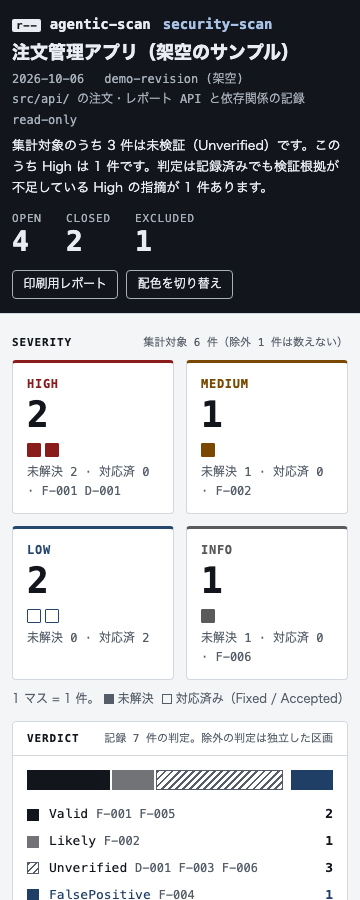 r-- agentic-scan security-scan
注文管理アプリ（架空のサンプル）
2026-10-06 demo-revision (架空)
src/api/ の注文・レポート API と依存関係の記録
read-only
集計対象のうち 3 件は未検証（Unverified）です。この
うち High は 1 件です。判定は記録済みでも検証根拠が
不足している High の指摘が 1 件あります。
OPEN CLOSED EXCLUDED
4 2 1
印刷用レポート 配色を切り替え
SEVERITY 集計対象 6 件（除外 1 件は数えない）
HIGH MEDIUM
2 1
未解決 2 · 対応済 0 未解決 1 · 対応済 0
· F-001 D-001 · F-002
LOW INFO
2 1
未解決 0 · 対応済 2 未解決 1 · 対応済 0
· F-006
1 マス = 1 件。 未解決 対応済み（Fixed / Accepted）
VERDICT 記録 7 件の判定。除外の判定は独立した区画
Valid F-001 F-005 2
Likely F-002 1
Unverified D-001 F-003 F-006 3
FalsePositive F-004 1